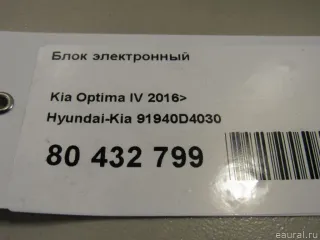 Блок электронный
Kia Optima IV 2016>
Hyundai-Kia 91940D4030
80 432 799
eaural.ru